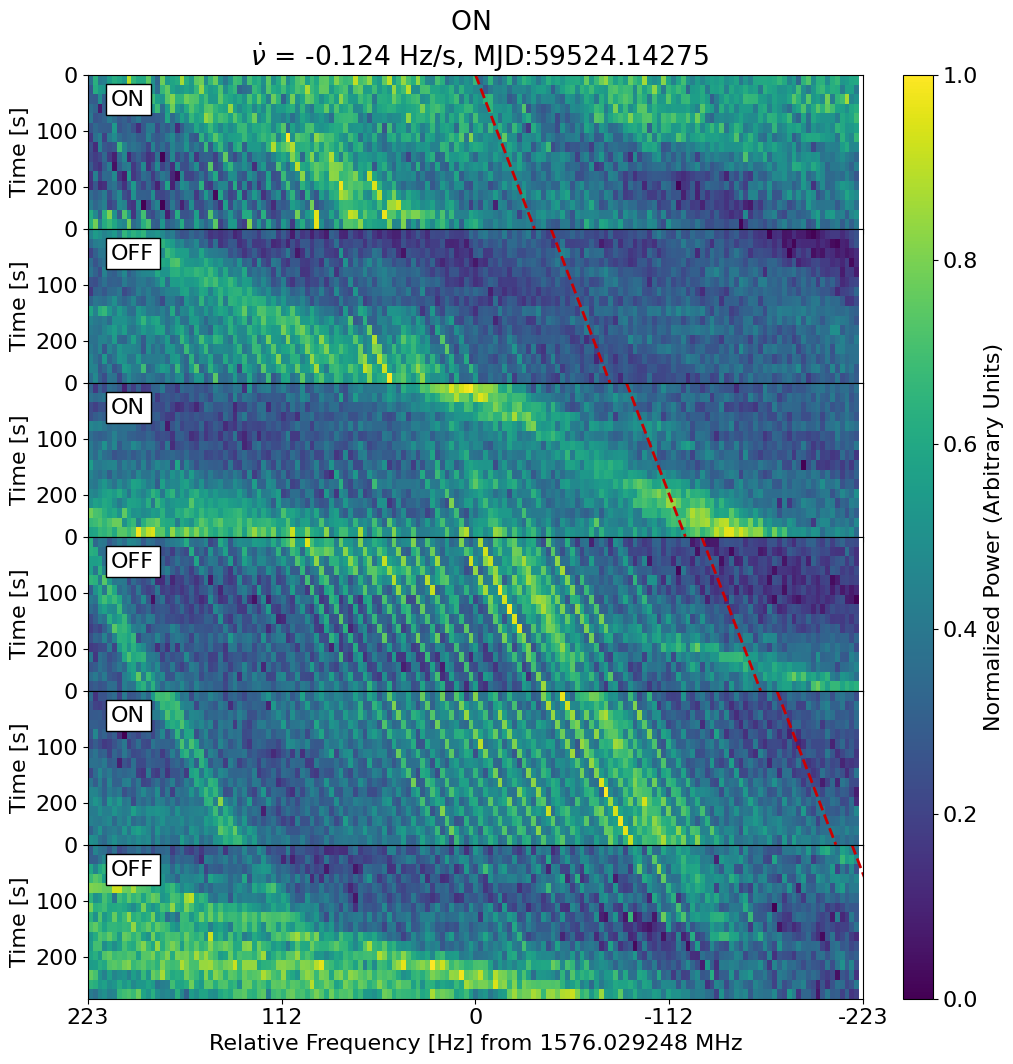 ON
ν̇ = -0.124 Hz/s, MJD:59524.14275
0
ON
100
200
Time [s]
0
OFF
100
200
Time [s]
0
ON
100
200
Time [s]
0
OFF
100
200
Time [s]
0
ON
100
200
Time [s]
0
OFF
100
200
Time [s]
223 112 0 -112 -223
Relative Frequency [Hz] from 1576.029248 MHz
1.0
0.8
0.6
0.4
0.2
0.0
Normalized Power (Arbitrary Units)